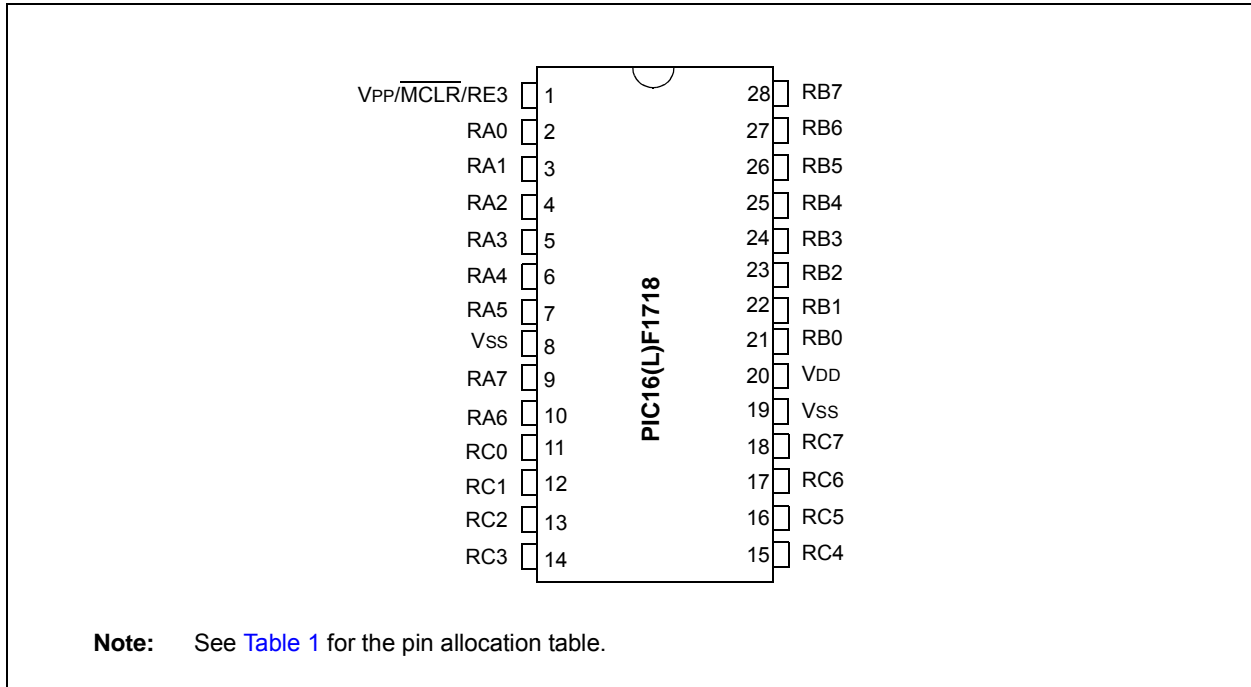 VPP/MCLR/RE3 1 28 RB7
RA0 2 27 RB6
RA1 3 26 RB5
RA2 4 25 RB4
RA3 5 24 RB3
RA4 6 23 RB2
RA5 7 22 RB1
VSS 8 21 RB0
RA7 9 20 VDD
RA6 10 19 VSS
RC0 11 18 RC7
RC1 12 17 RC6
RC2 13 16 RC5
RC3 14 15 RC4
PIC16(L)F1718
Note: See Table 1 for the pin allocation table.